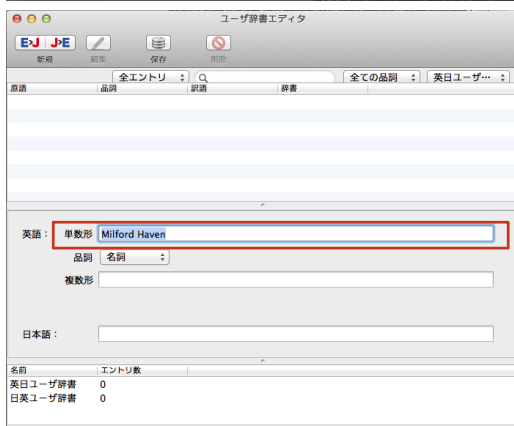 ユーザ辞書エディタ
E›J J›E
新規 編集 保存 削除
全エントリ 全ての品詞 英日ユーザ…
原語 品詞 訳語 辞書
英語： 単数形 Milford Haven
品詞 名詞
複数形
日本語：
名前 エントリ数
英日ユーザ辞書 0
日英ユーザ辞書 0